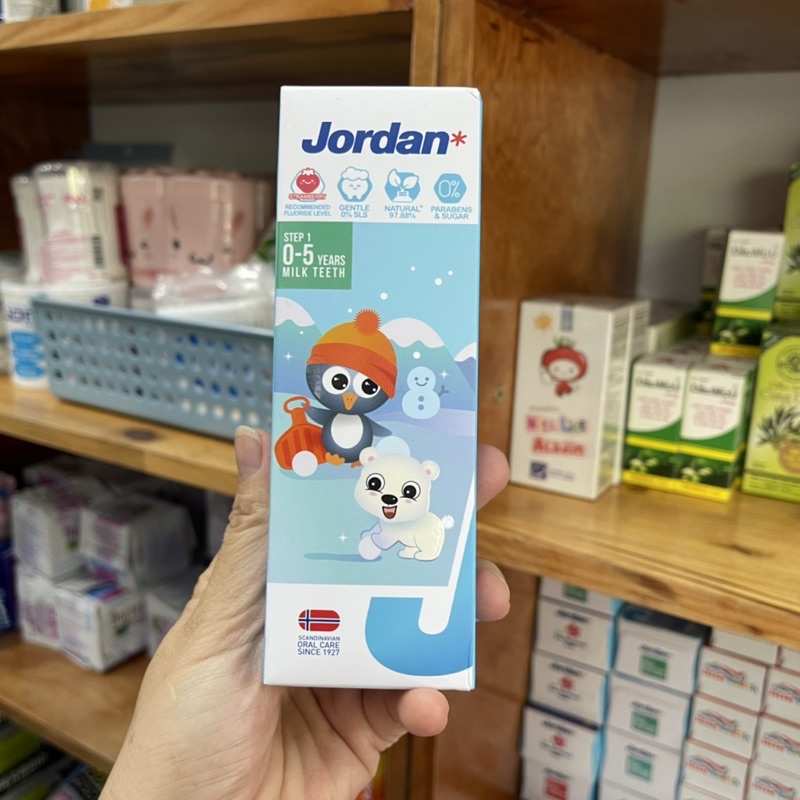 Jordan*
STRAWBERRY
RECOMMENDED
FLUORIDE LEVEL
GENTLE
0% SLS
NATURAL*
97.88%
0%
PARABENS
& SUGAR
STEP 1
0-5 YEARS
MILK TEETH
SCANDINAVIAN
ORAL CARE
SINCE 1927